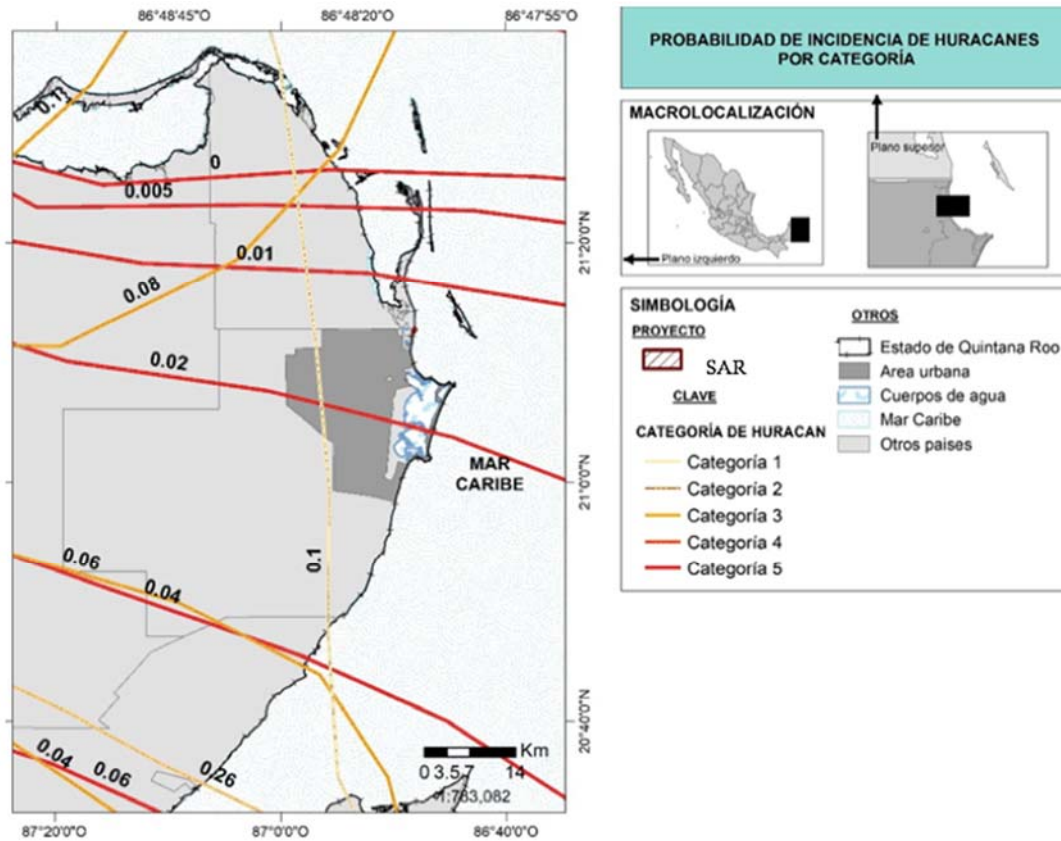 86°48'45"O
86°48'20"O
86°47'55"O
0.1
0
0.005
0.01
0.08
0.02
MAR
CARIBE
0.1
0.06
0.04
0.04
0.06
0.26
Km
0 3.5 7 14
1:783,082
21°20'0"N
21°0'0"N
20°40'0"N
87°20'0"O
87°0'0"O
86°40'0"O
PROBABILIDAD DE INCIDENCIA DE HURACANES
POR CATEGORÍA
MACROLOCALIZACIÓN
Plano superior
Plano izquierdo
SIMBOLOGÍA
PROYECTO
SAR
CLAVE
CATEGORÍA DE HURACAN
Categoría 1
Categoría 2
Categoría 3
Categoría 4
Categoría 5
OTROS
Estado de Quintana Roo
Area urbana
Cuerpos de agua
Mar Caribe
Otros paises